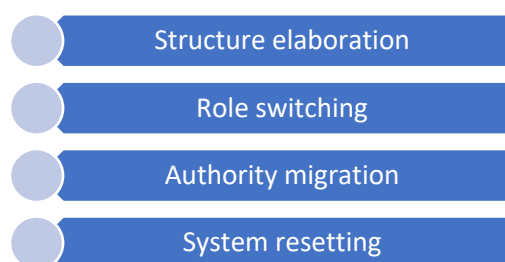 Structure elaboration
Role switching
Authority migration
System resetting